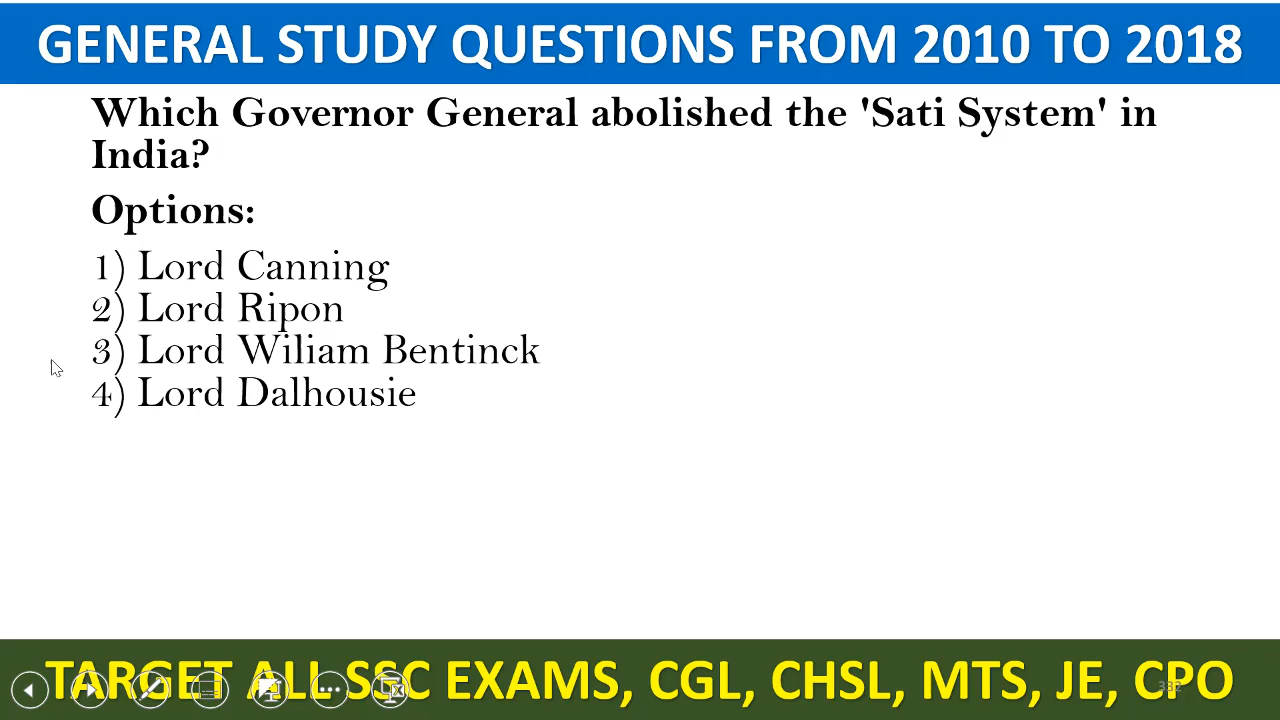 GENERAL STUDY QUESTIONS FROM 2010 TO 2018
Which Governor General abolished the 'Sati System' in
India?
Options:
1) Lord Canning
2) Lord Ripon
3) Lord Wiliam Bentinck
4) Lord Dalhousie
TARGET ALL SSC EXAMS, CGL, CHSL, MTS, JE, CPO
332